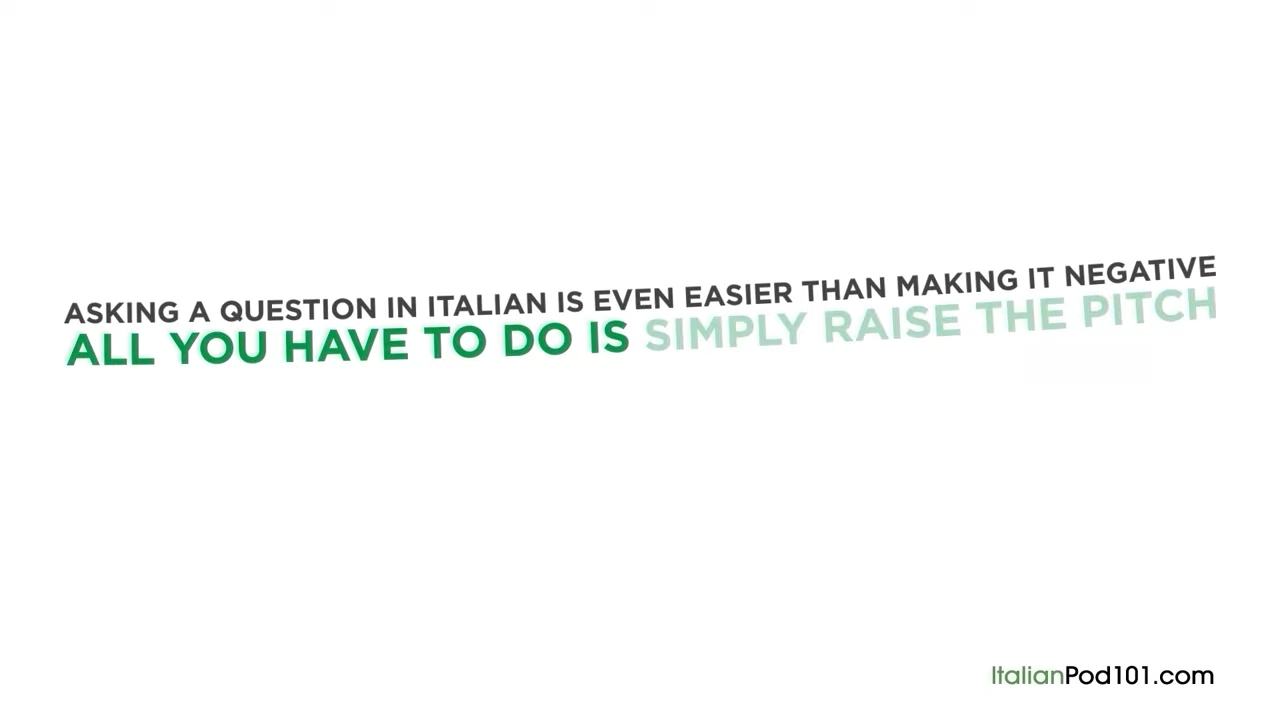 ASKING A QUESTION IN ITALIAN IS EVEN EASIER THAN MAKING IT NEGATIVE
ALL YOU HAVE TO DO IS SIMPLY RAISE THE PITCH
ItalianPod101.com